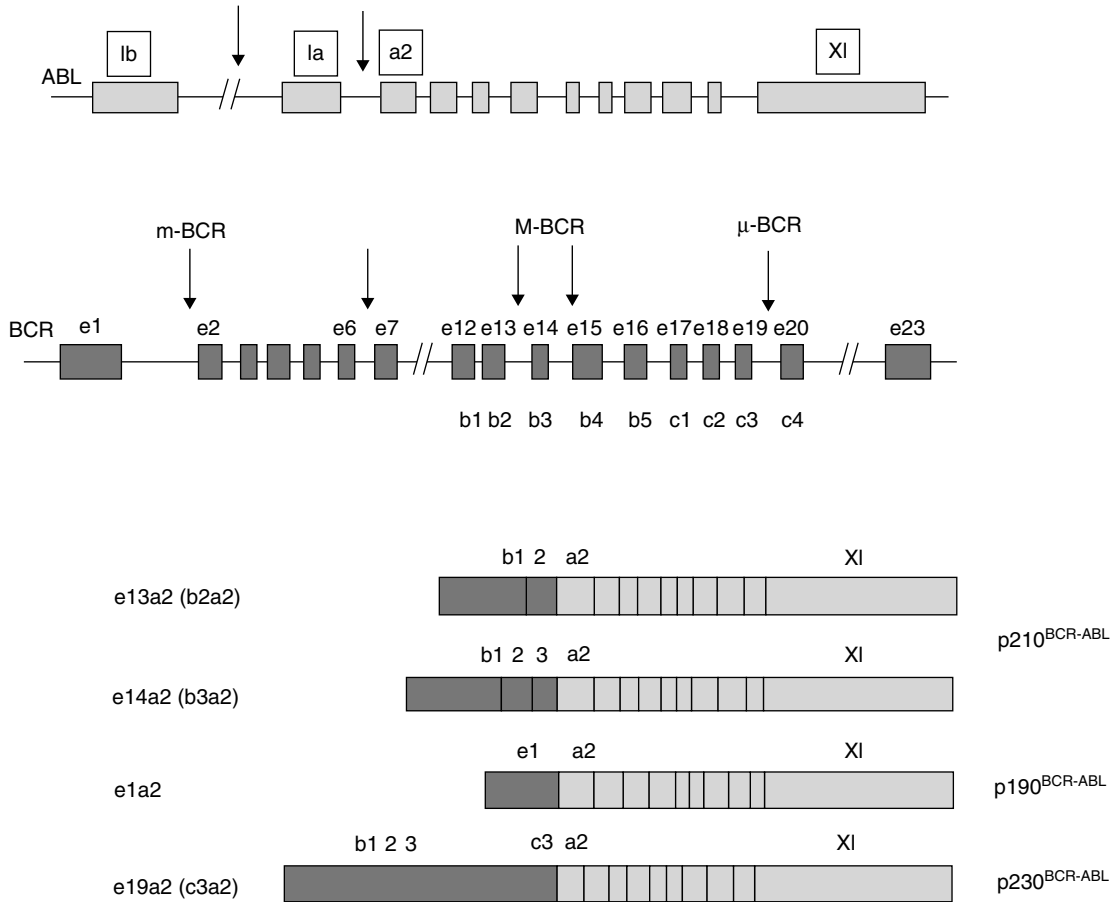 Ib Ia a2 XI
ABL
m-BCR M-BCR μ-BCR
BCR e1 e2 e6 e7 e12 e13 e14 e15 e16 e17 e18 e19 e20 e23
b1 b2 b3 b4 b5 c1 c2 c3 c4
b1 2 a2 XI
e13a2 (b2a2)
p210BCR-ABL
b1 2 3 a2 XI
e14a2 (b3a2)
e1 a2 XI
e1a2 p190BCR-ABL
b1 2 3 c3 a2 XI
e19a2 (c3a2) p230BCR-ABL